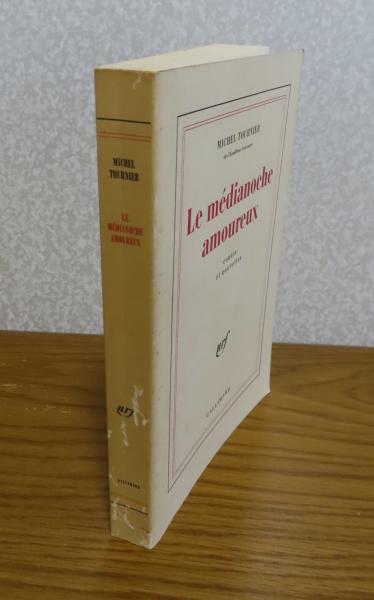 MICHEL
TOURNIER
LE
MÉDIANOCHE
AMOUREUX
nrf
GALLIMARD
MICHEL TOURNIER
de l'Académie Goncourt
Le médianoche
amoureux
contes
et nouvelles
nrf
GALLIMARD